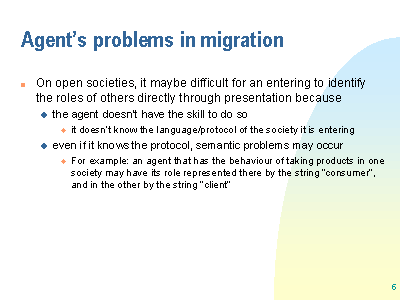 Agent's problems in migration
On open societies, it maybe difficult for an entering to identify
the roles of others directly through presentation because
the agent doesn't have the skill to do so
it doesn't know the language/protocol of the society it is entering
even if it knows the protocol, semantic problems may occur
For example: an agent that has the behaviour of taking products in one
society may have its role represented there by the string "consumer",
and in the other by the string "client"
5